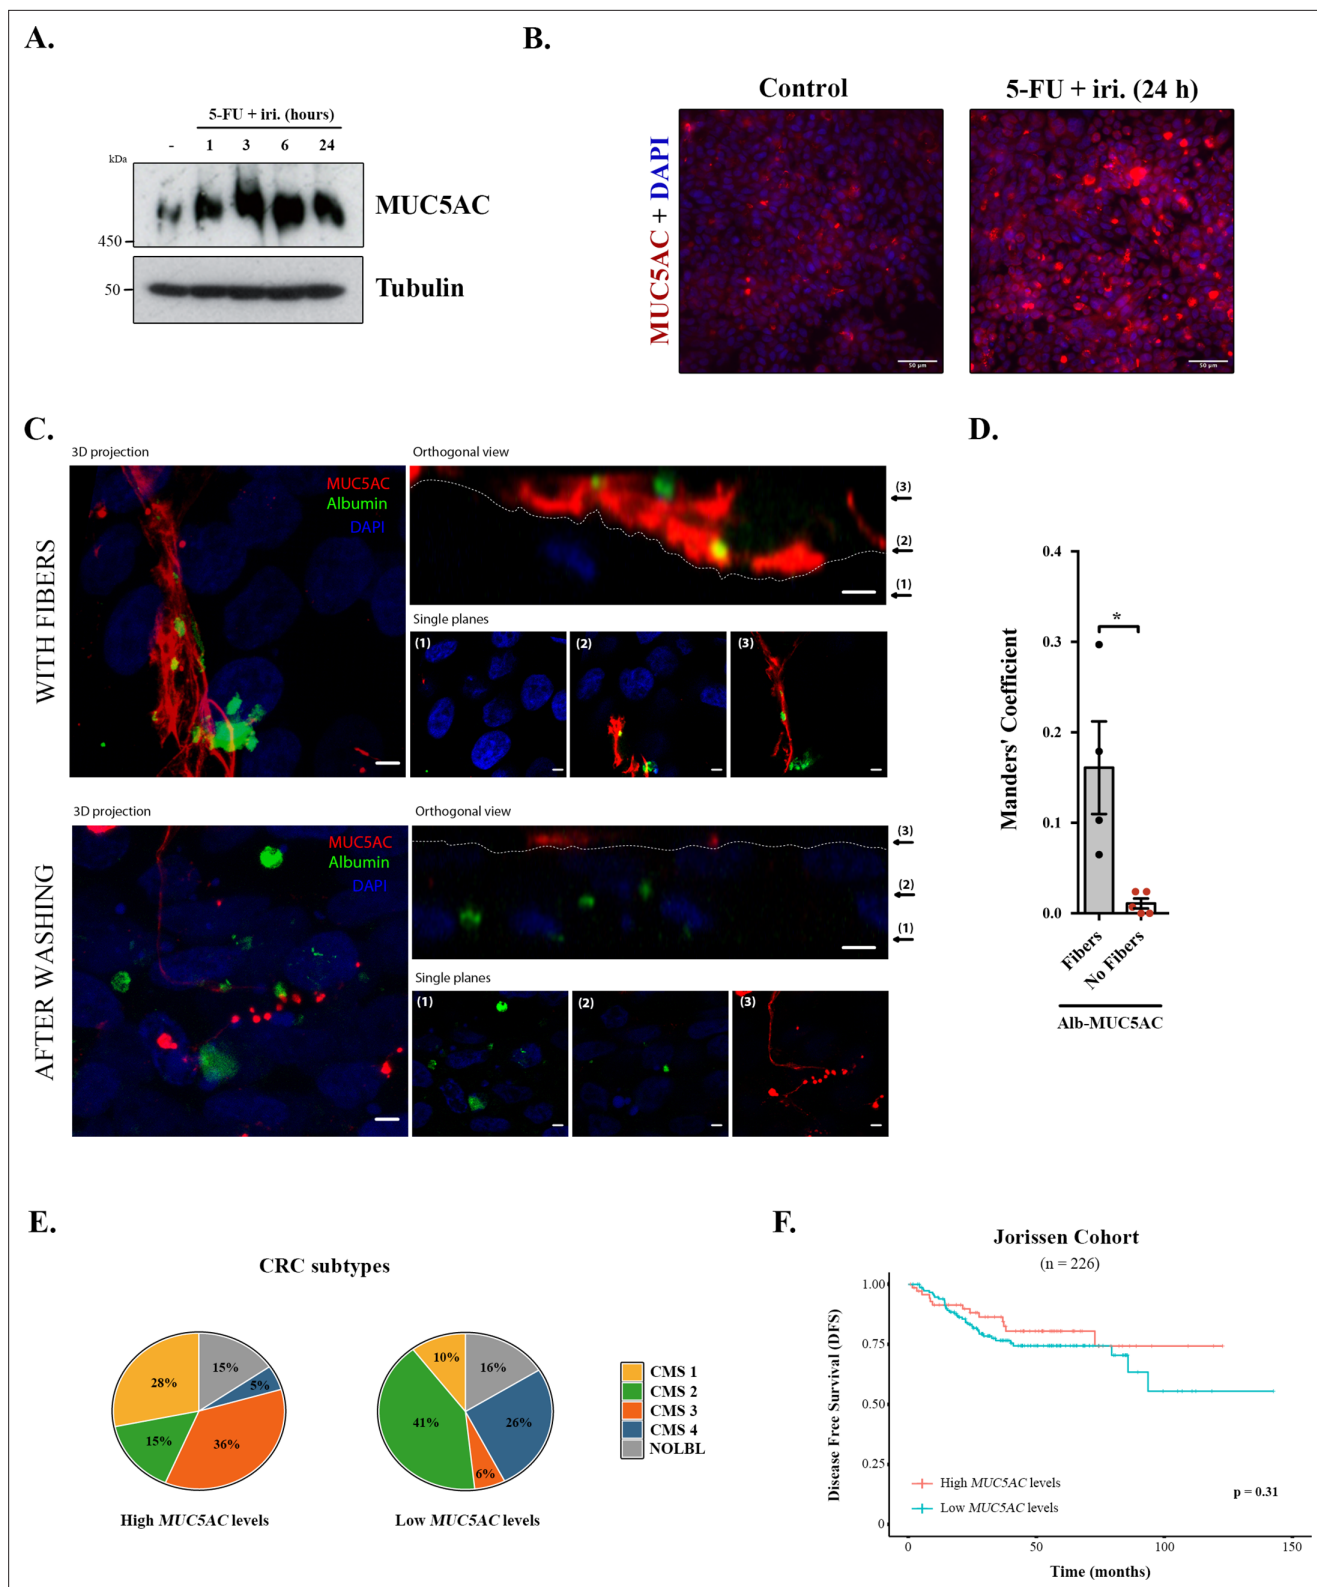 A.
5-FU + iri. (hours)
- 1 3 6 24
kDa
MUC5AC
450
50
Tubulin
B.
Control
5-FU + iri. (24 h)
MUC5AC + DAPI
50 µm
50 µm
C.
3D projection
Orthogonal view
WITH FIBERS
MUC5AC
Albumin
DAPI
(3)
(2)
(1)
Single planes
(1)
(2)
(3)
3D projection
Orthogonal view
AFTER WASHING
MUC5AC
Albumin
DAPI
(3)
(2)
(1)
Single planes
(1)
(2)
(3)
D.
Manders' Coefficient
0.4
0.3
0.2
0.1
0.0
*
Fibers
No Fibers
Alb-MUC5AC
E.
CRC subtypes
28%
15%
5%
15%
36%
High MUC5AC levels
10%
16%
41%
26%
6%
Low MUC5AC levels
CMS 1
CMS 2
CMS 3
CMS 4
NOLBL
F.
Jorissen Cohort
(n = 226)
Disease Free Survival (DFS)
1.00
0.75
0.50
0.25
0
High MUC5AC levels
Low MUC5AC levels
p = 0.31
0 50 100 150
Time (months)